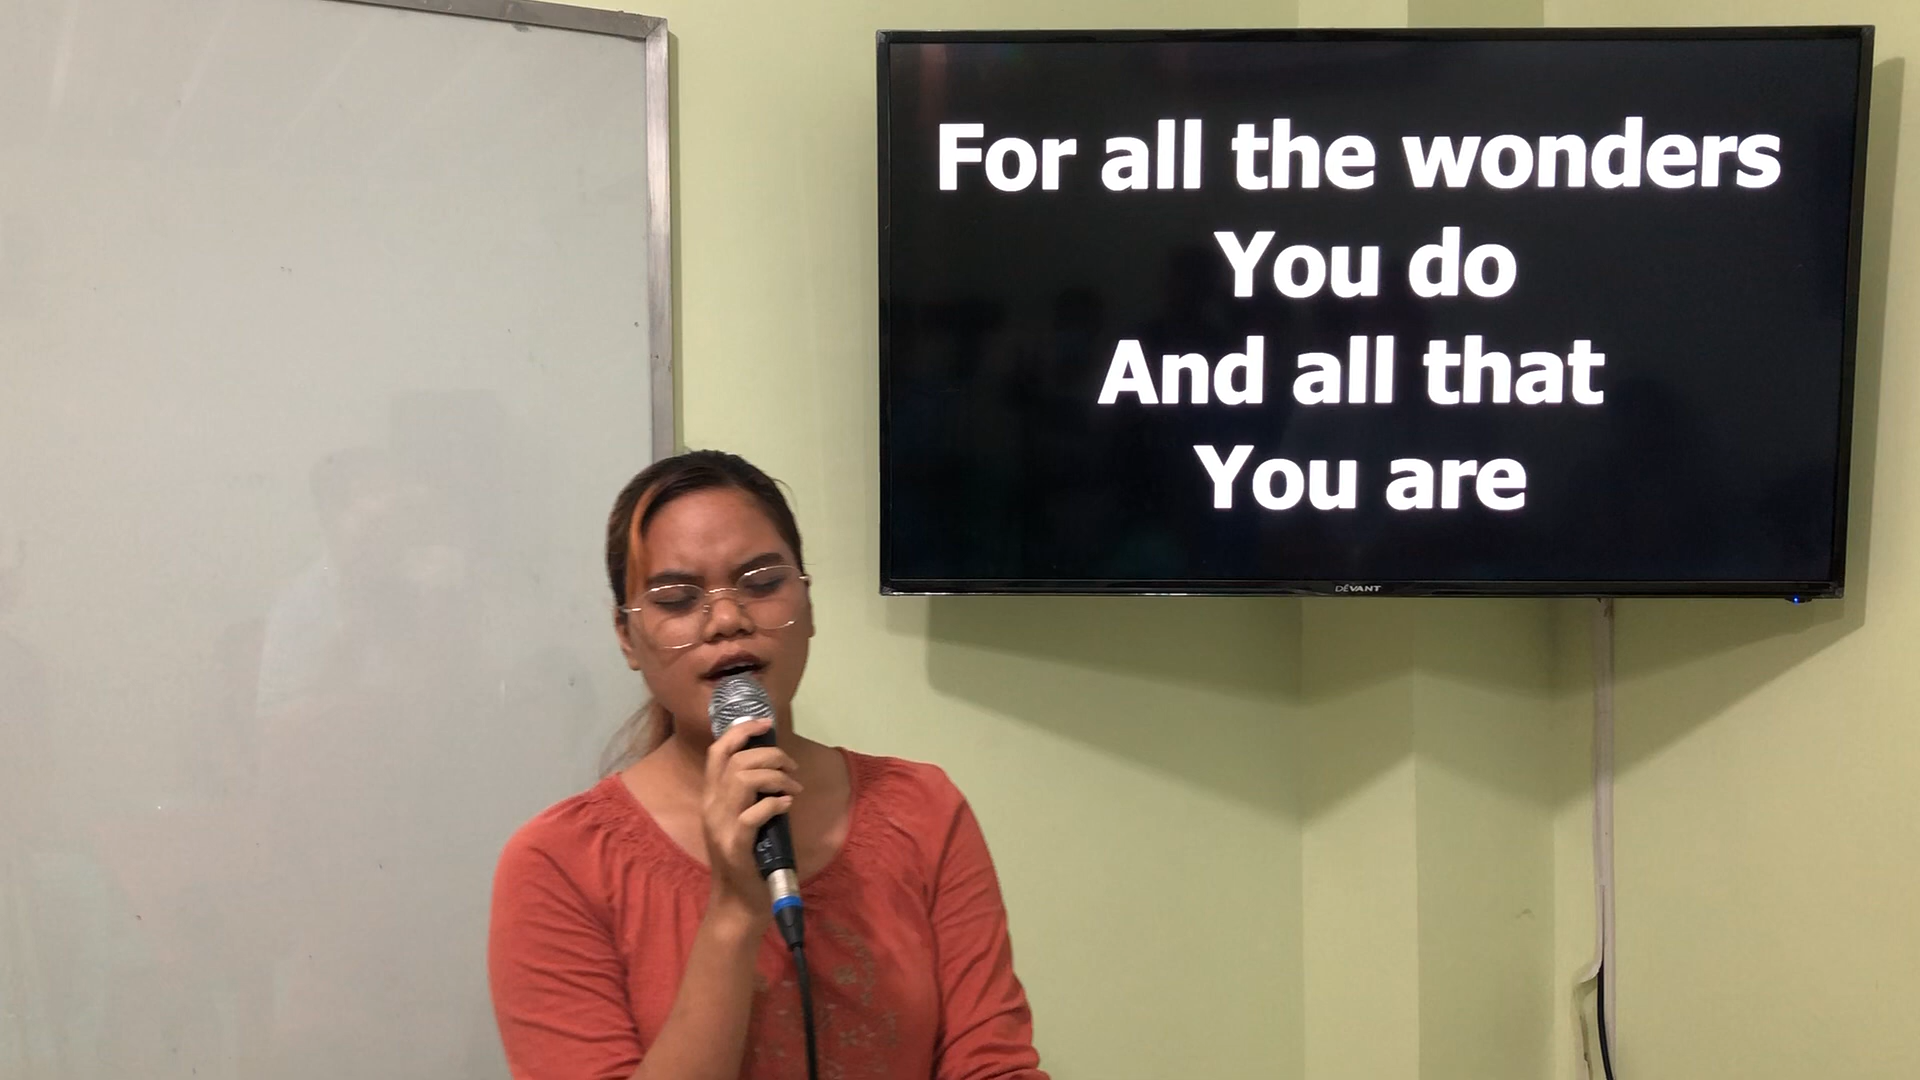 For all the wonders
You do
And all that
You are
DEVANT